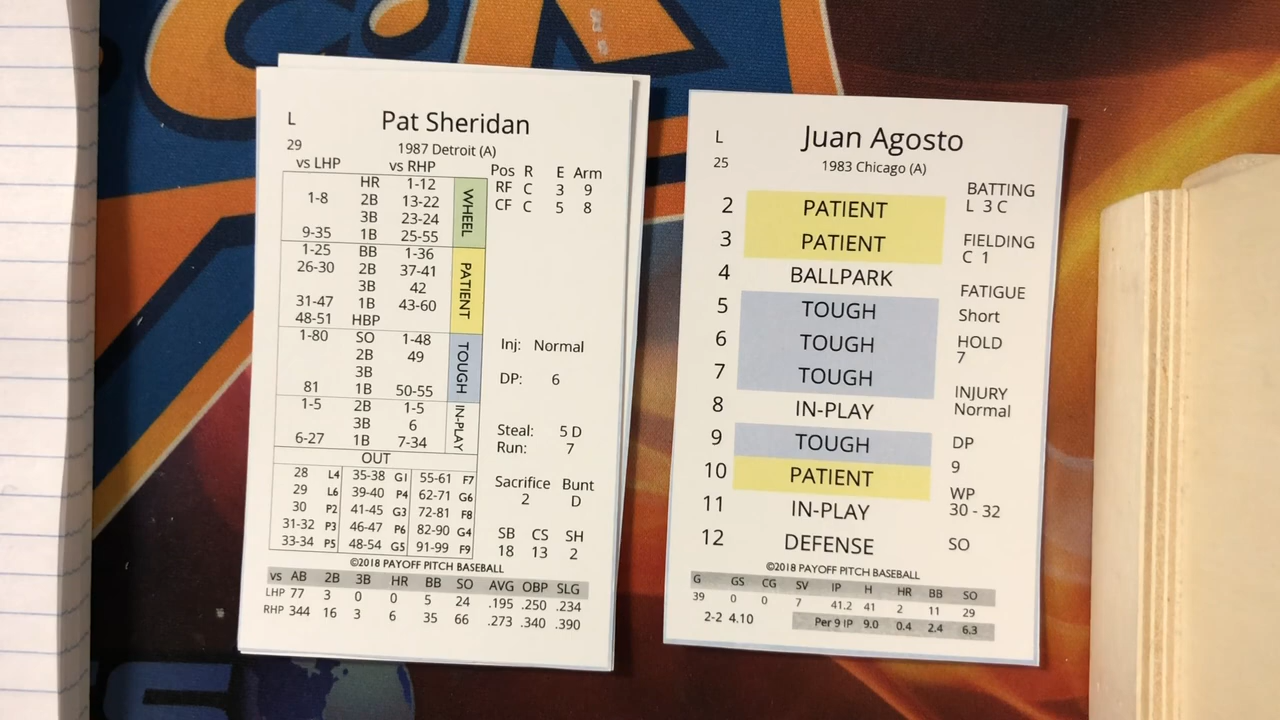 L
Pat Sheridan
29
1987 Detroit (A)
vs LHP vs RHP Pos R E Arm
HR 1-12 RF C 3 9
1-8 2B 13-22 CF C 5 8
3B 23-24
9-35 1B 25-55
WHEEL
1-25 BB 1-36
26-30 2B 37-41
3B 42
31-47 1B 43-60
48-51 HBP
PATIENT
1-80 SO 1-48
2B 49
3B
81 1B 50-55
TOUGH
1-5 2B 1-5
3B 6
6-27 1B 7-34
IN-PLAY
Inj: Normal
DP: 6
Steal: 5 D
Run: 7
Sacrifice Bunt
2 D
SB CS SH
18 13 2
OUT
28 L4 35-38 G1 55-61 F7
29 L6 39-40 P4 62-71 G6
30 P2 41-45 G3 72-81 F8
31-32 P3 46-47 P6 82-90 G4
33-34 P5 48-54 G5 91-99 F9
©2018 PAYOFF PITCH BASEBALL
vs AB 2B 3B HR BB SO AVG OBP SLG
LHP 77 3 0 0 5 24 .195 .250 .234
RHP 344 16 3 6 35 66 .273 .340 .390
L
Juan Agosto
25
1983 Chicago (A)
2 PATIENT
3 PATIENT
4 BALLPARK
5 TOUGH
6 TOUGH
7 TOUGH
8 IN-PLAY
9 TOUGH
10 PATIENT
11 IN-PLAY
12 DEFENSE
BATTING
L 3 C
FIELDING
C 1
FATIGUE
Short
HOLD
7
INJURY
Normal
DP
9
WP
30 - 32
SO
©2018 PAYOFF PITCH BASEBALL
G GS CG SV IP H HR BB SO
39 0 0 7 41.2 41 2 11 29
2-2 4.10 Per 9 IP 9.0 0.4 2.4 6.3